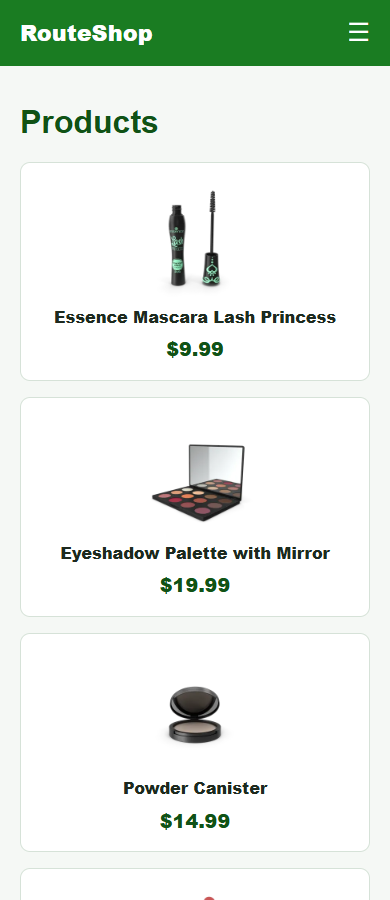 RouteShop
Products
Essence Mascara Lash Princess
$9.99
Eyeshadow Palette with Mirror
$19.99
Powder Canister
$14.99